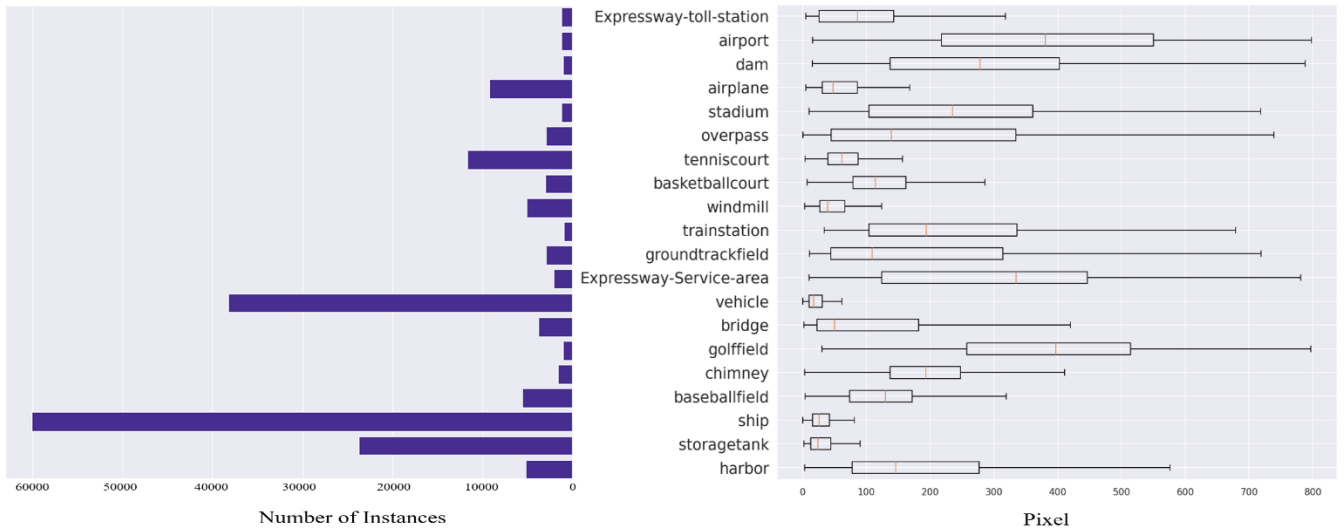 Expressway-toll-station
airport
dam
airplane
stadium
overpass
tenniscourt
basketballcourt
windmill
trainstation
groundtrackfield
Expressway-Service-area
vehicle
bridge
golffield
chimney
baseballfield
ship
storagetank
harbor
60000 50000 40000 30000 20000 10000 0
0 100 200 300 400 500 600 700 800
Number of Instances
Pixel